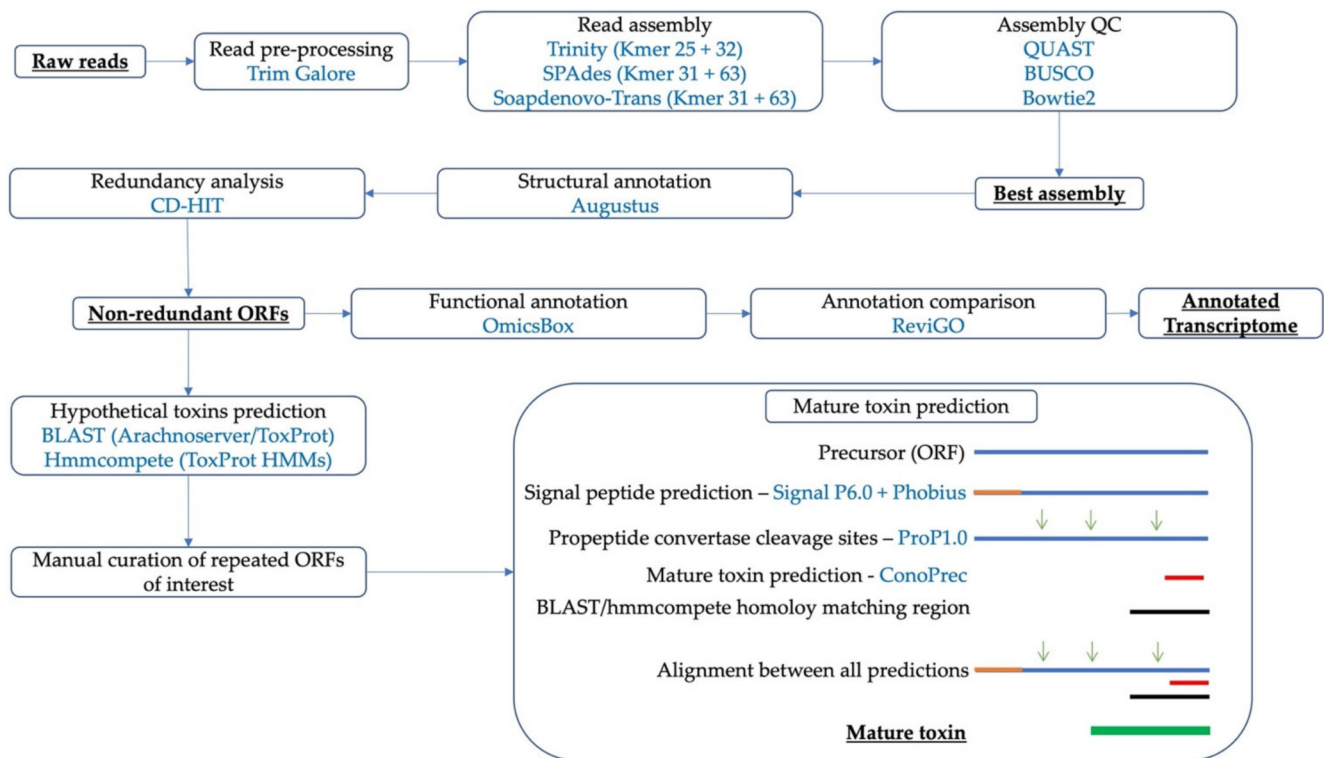 Raw reads
Read pre-processing
Trim Galore
Read assembly
Trinity (Kmer 25 + 32)
SPAdes (Kmer 31 + 63)
Soapdenovo-Trans (Kmer 31 + 63)
Assembly QC
QUAST
BUSCO
Bowtie2
Best assembly
Structural annotation
Augustus
Redundancy analysis
CD-HIT
Non-redundant ORFs
Functional annotation
OmicsBox
Annotation comparison
ReviGO
Annotated
Transcriptome
Hypothetical toxins prediction
BLAST (Arachnoserver/ToxProt)
Hmmcompete (ToxProt HMMs)
Manual curation of repeated ORFs
of interest
Mature toxin prediction
Precursor (ORF)
Signal peptide prediction – Signal P6.0 + Phobius
Propeptide convertase cleavage sites – ProP1.0
Mature toxin prediction - ConoPrec
BLAST/hmmcompete homoloy matching region
Alignment between all predictions
Mature toxin